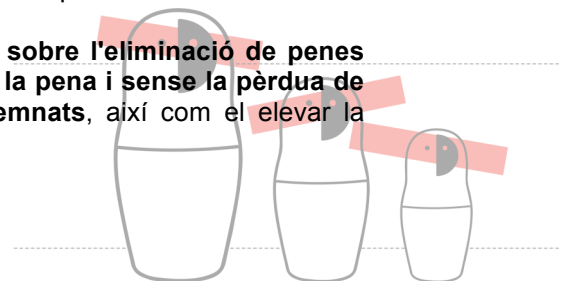 sobre l'eliminació de penes
la pena i sense la pèrdua de
emnats, així com el elevar la